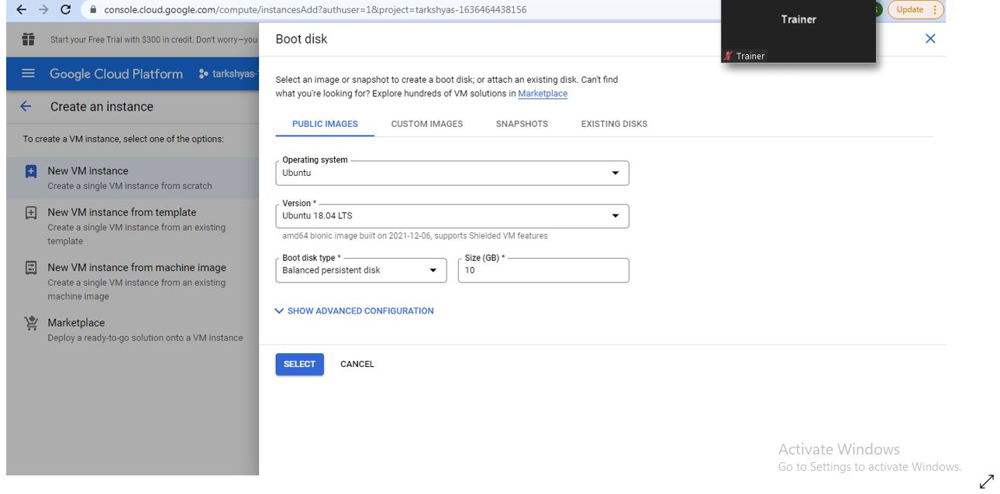 console.cloud.google.com/compute/instancesAdd?authuser=1&project=tarkshyas-1636464438156
Update
Trainer
Trainer
Start your Free Trial with $300 in credit. Don't worry—you
Google Cloud Platform
tarkshyas-
Create an instance
To create a VM instance, select one of the options:
New VM instance
Create a single VM instance from scratch
New VM instance from template
Create a single VM instance from an existing
template
New VM instance from machine image
Create a single VM instance from an existing
machine image
Marketplace
Deploy a ready-to-go solution onto a VM instance
Boot disk
Select an image or snapshot to create a boot disk; or attach an existing disk. Can't find
what you're looking for? Explore hundreds of VM solutions in Marketplace
PUBLIC IMAGES CUSTOM IMAGES SNAPSHOTS EXISTING DISKS
Operating system
Ubuntu
Version *
Ubuntu 18.04 LTS
amd64 bionic image built on 2021-12-06, supports Shielded VM features
Boot disk type * Size (GB) *
Balanced persistent disk 10
SHOW ADVANCED CONFIGURATION
SELECT CANCEL
Activate Windows
Go to Settings to activate Windows.